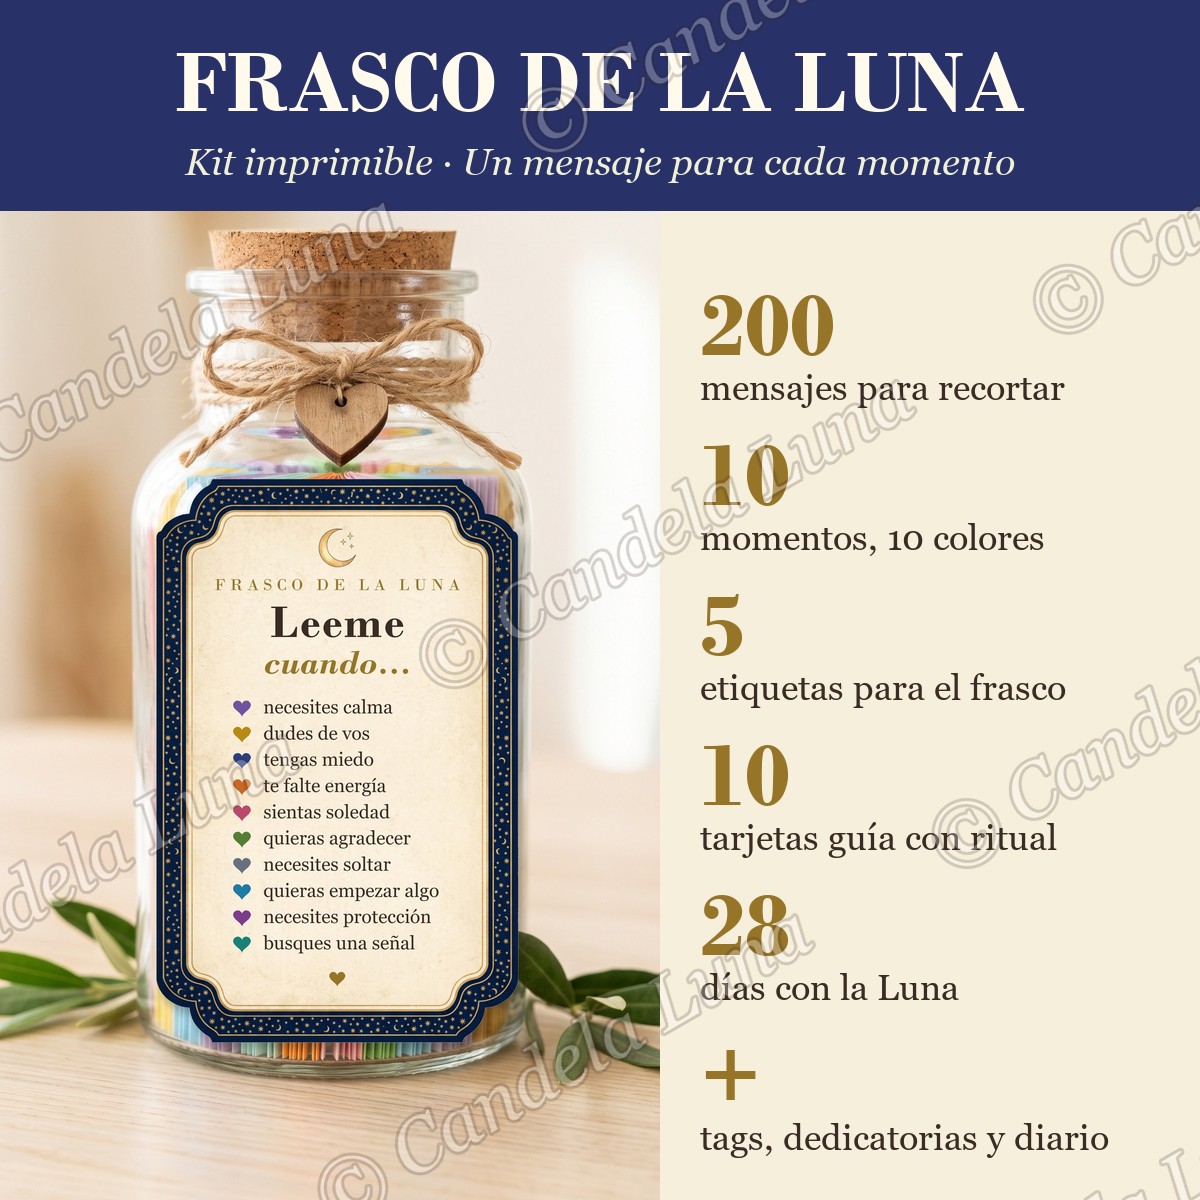 FRASCO DE LA LUNA
Kit imprimible · Un mensaje para cada momento
FRASCO DE LA LUNA
Leeme
cuando...
necesites calma
dudes de vos
tengas miedo
te falte energía
sientas soledad
quieras agradecer
necesites soltar
quieras empezar algo
necesites protección
busques una señal
200
mensajes para recortar
10
momentos, 10 colores
5
etiquetas para el frasco
10
tarjetas guía con ritual
28
días con la Luna
+
tags, dedicatorias y diario
© Candela Luna